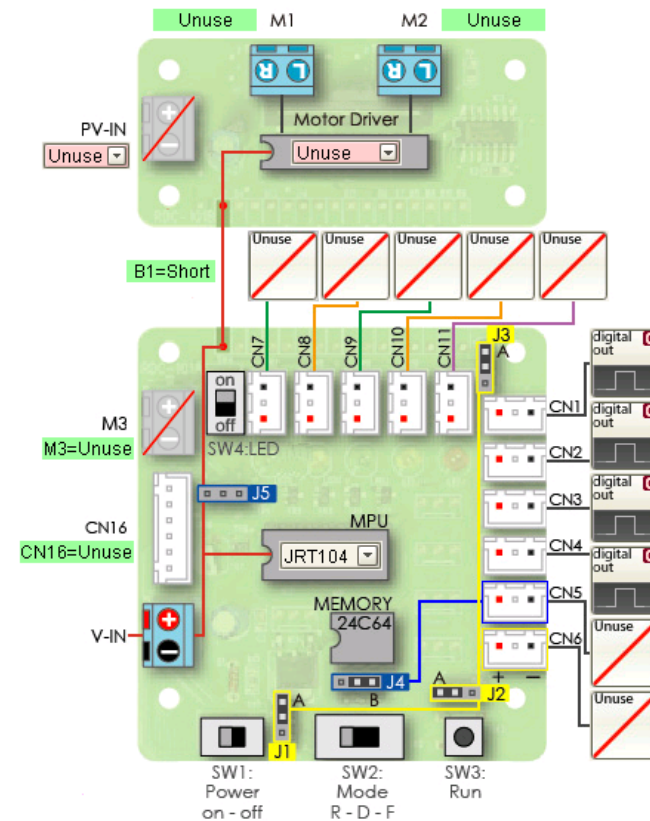 Unuse M1 M2 Unuse
R L R L
Motor Driver
PV-IN
Unuse
Unuse
Unuse Unuse Unuse Unuse Unuse
B1=Short
CN7 CN8 CN9 CN10 CN11
J3
A
on
off
SW4:LED
digital out
CN1
M3
M3=Unuse
digital out
CN2
J5
digital out
CN3
CN16
CN16=Unuse
MPU
JRT104
CN4
digital out
MEMORY
24C64
CN5
Unuse
V-IN
CN6
J4
A
B
+ −
J2
Unuse
A
J1
SW1:
Power
on - off
SW2:
Mode
R - D - F
SW3:
Run